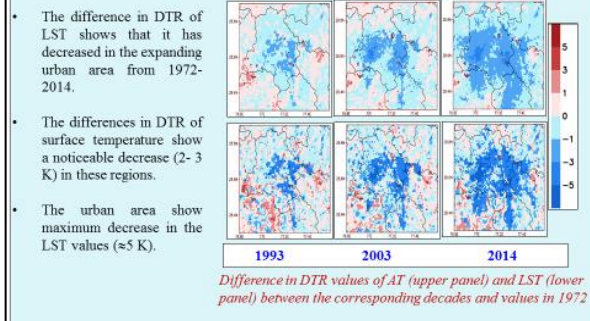 • The difference in DTR of
LST shows that it has
decreased in the expanding
urban area from 1972-
2014.
• The differences in DTR of
surface temperature show
a noticeable decrease (2- 3
K) in these regions.
• The urban area show
maximum decrease in the
LST values (≈5 K).
5
3
1
0
−1
−3
−5
1993 2003 2014
Difference in DTR values of AT (upper panel) and LST (lower
panel) between the corresponding decades and values in 1972